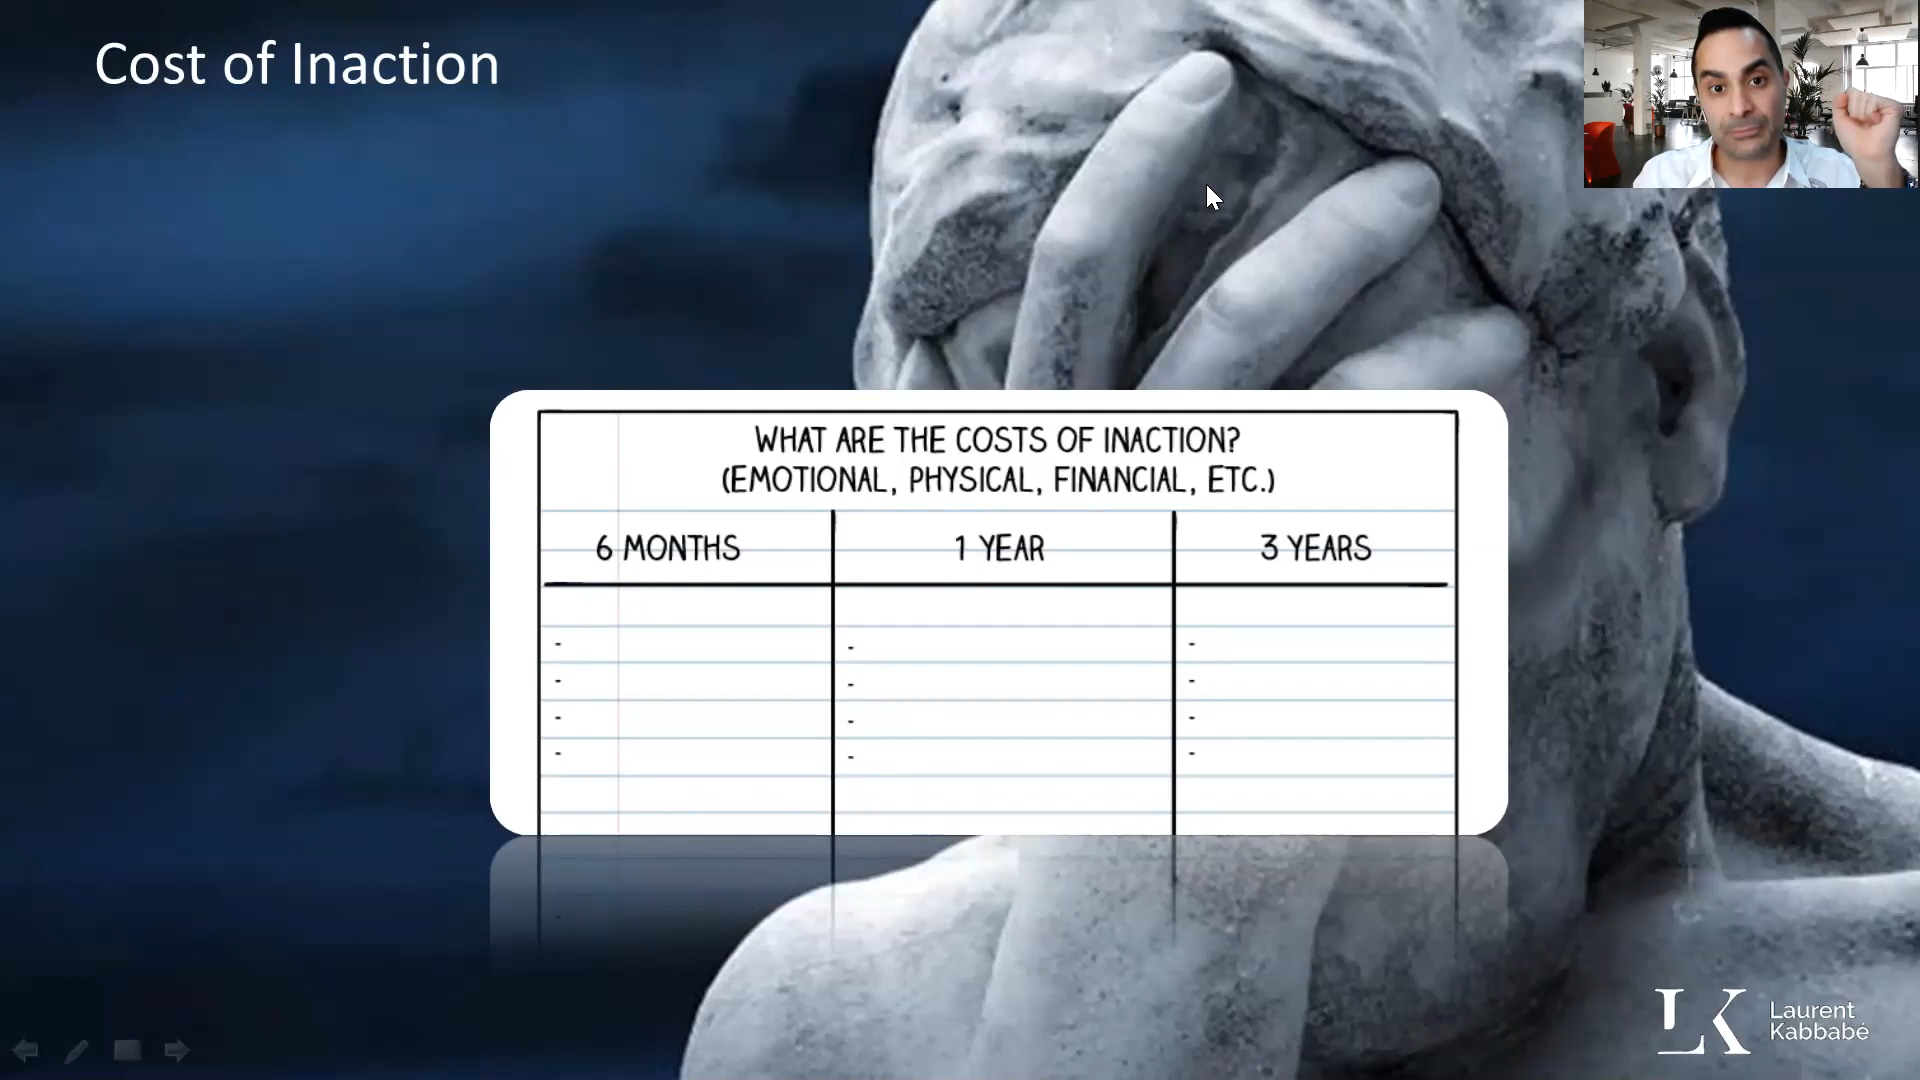 Cost of Inaction
WHAT ARE THE COSTS OF INACTION?
(EMOTIONAL, PHYSICAL, FINANCIAL, ETC.)
6 MONTHS
1 YEAR
3 YEARS
-
-
-
-
-
-
-
-
-
-
-
-
LK
Laurent
Kabbabé